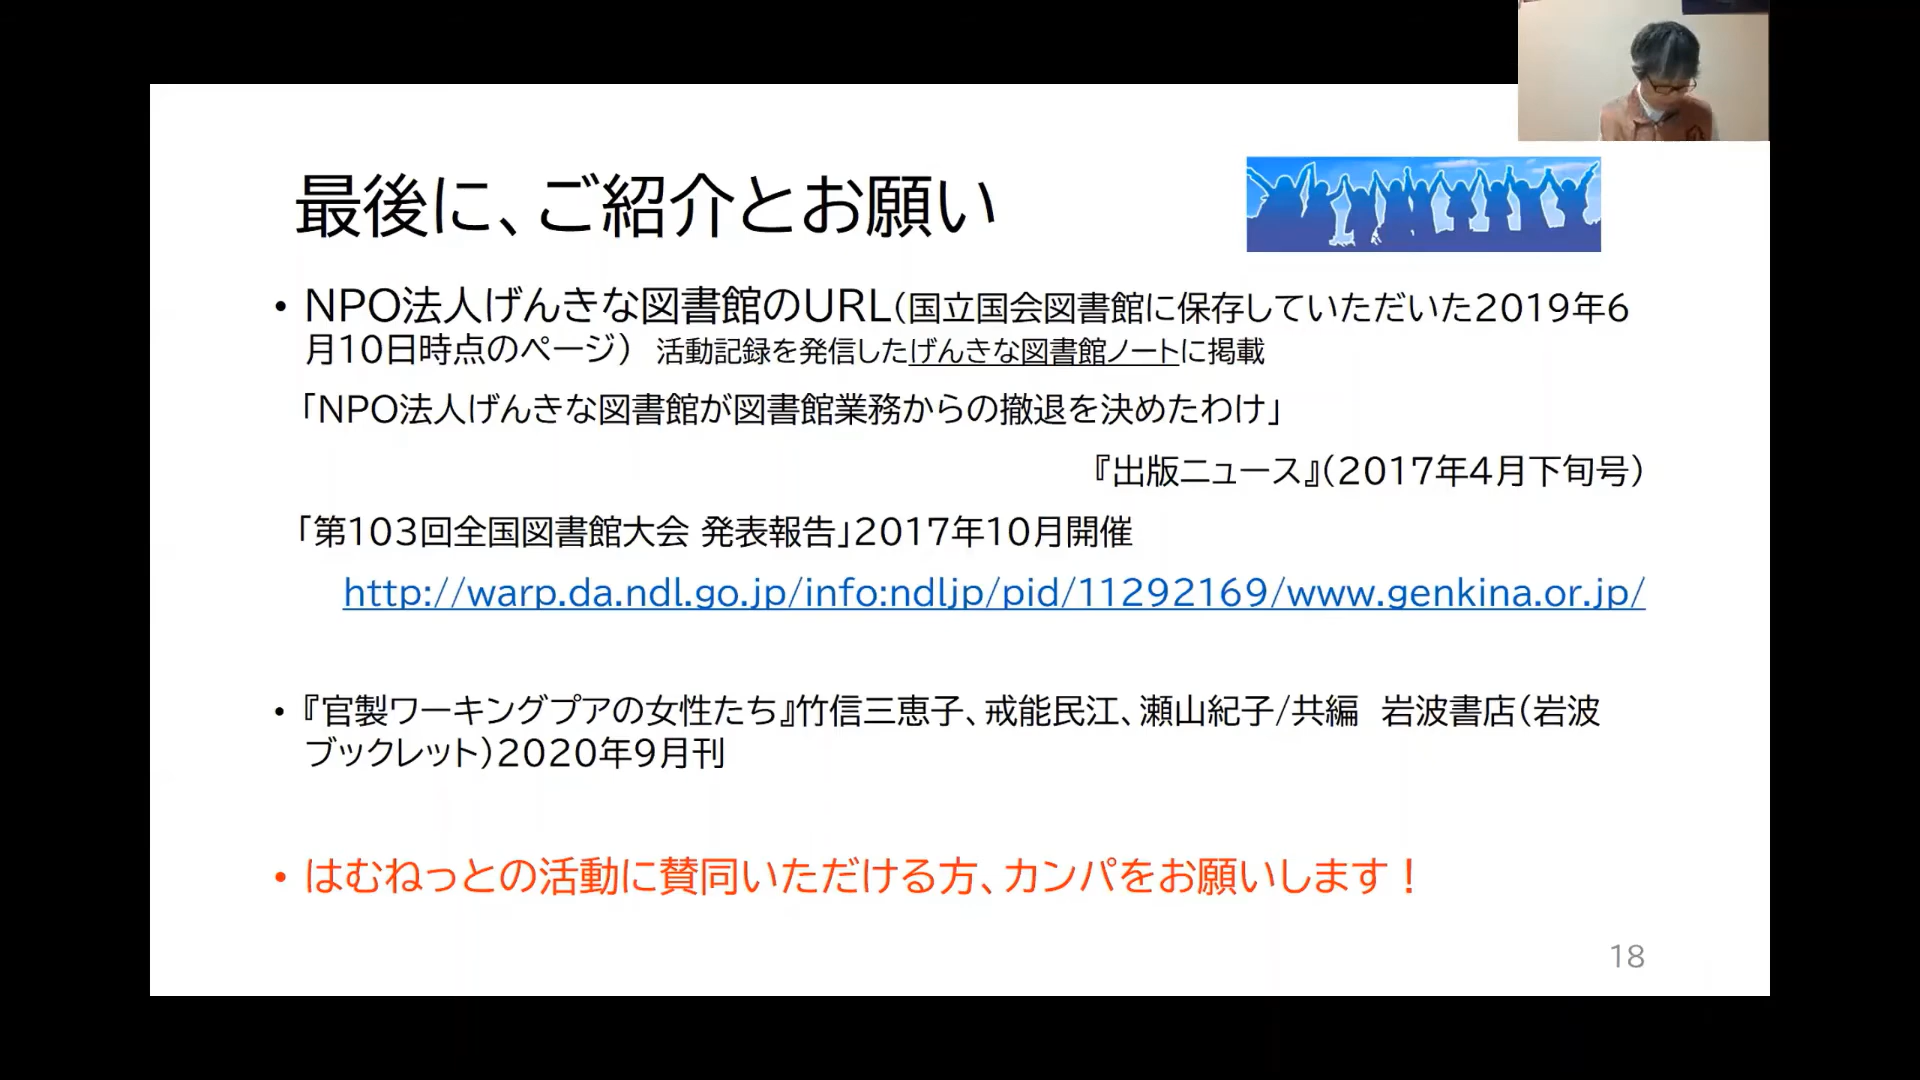 最後に、ご紹介とお願い
• NPO法人げんきな図書館のURL(国立国会図書館に保存していただいた2019年6
月10日時点のページ) 活動記録を発信したげんきな図書館ノートに掲載
「NPO法人げんきな図書館が図書館業務からの撤退を決めたわけ」
『出版ニュース』(2017年4月下旬号)
「第103回全国図書館大会 発表報告」2017年10月開催
http://warp.da.ndl.go.jp/info:ndljp/pid/11292169/www.genkina.or.jp/
• 『官製ワーキングプアの女性たち』竹信三恵子、戒能民江、瀬山紀子/共編 岩波書店(岩波
ブックレット)2020年9月刊
• はむねっとの活動に賛同いただける方、カンパをお願いします！
18